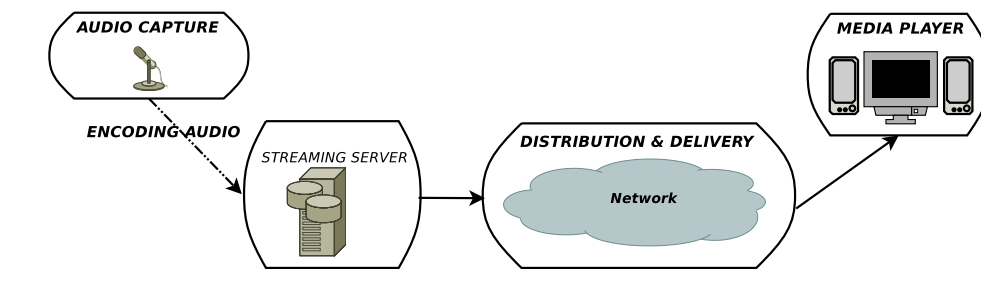 AUDIO CAPTURE
ENCODING AUDIO
STREAMING SERVER
DISTRIBUTION & DELIVERY
Network
MEDIA PLAYER